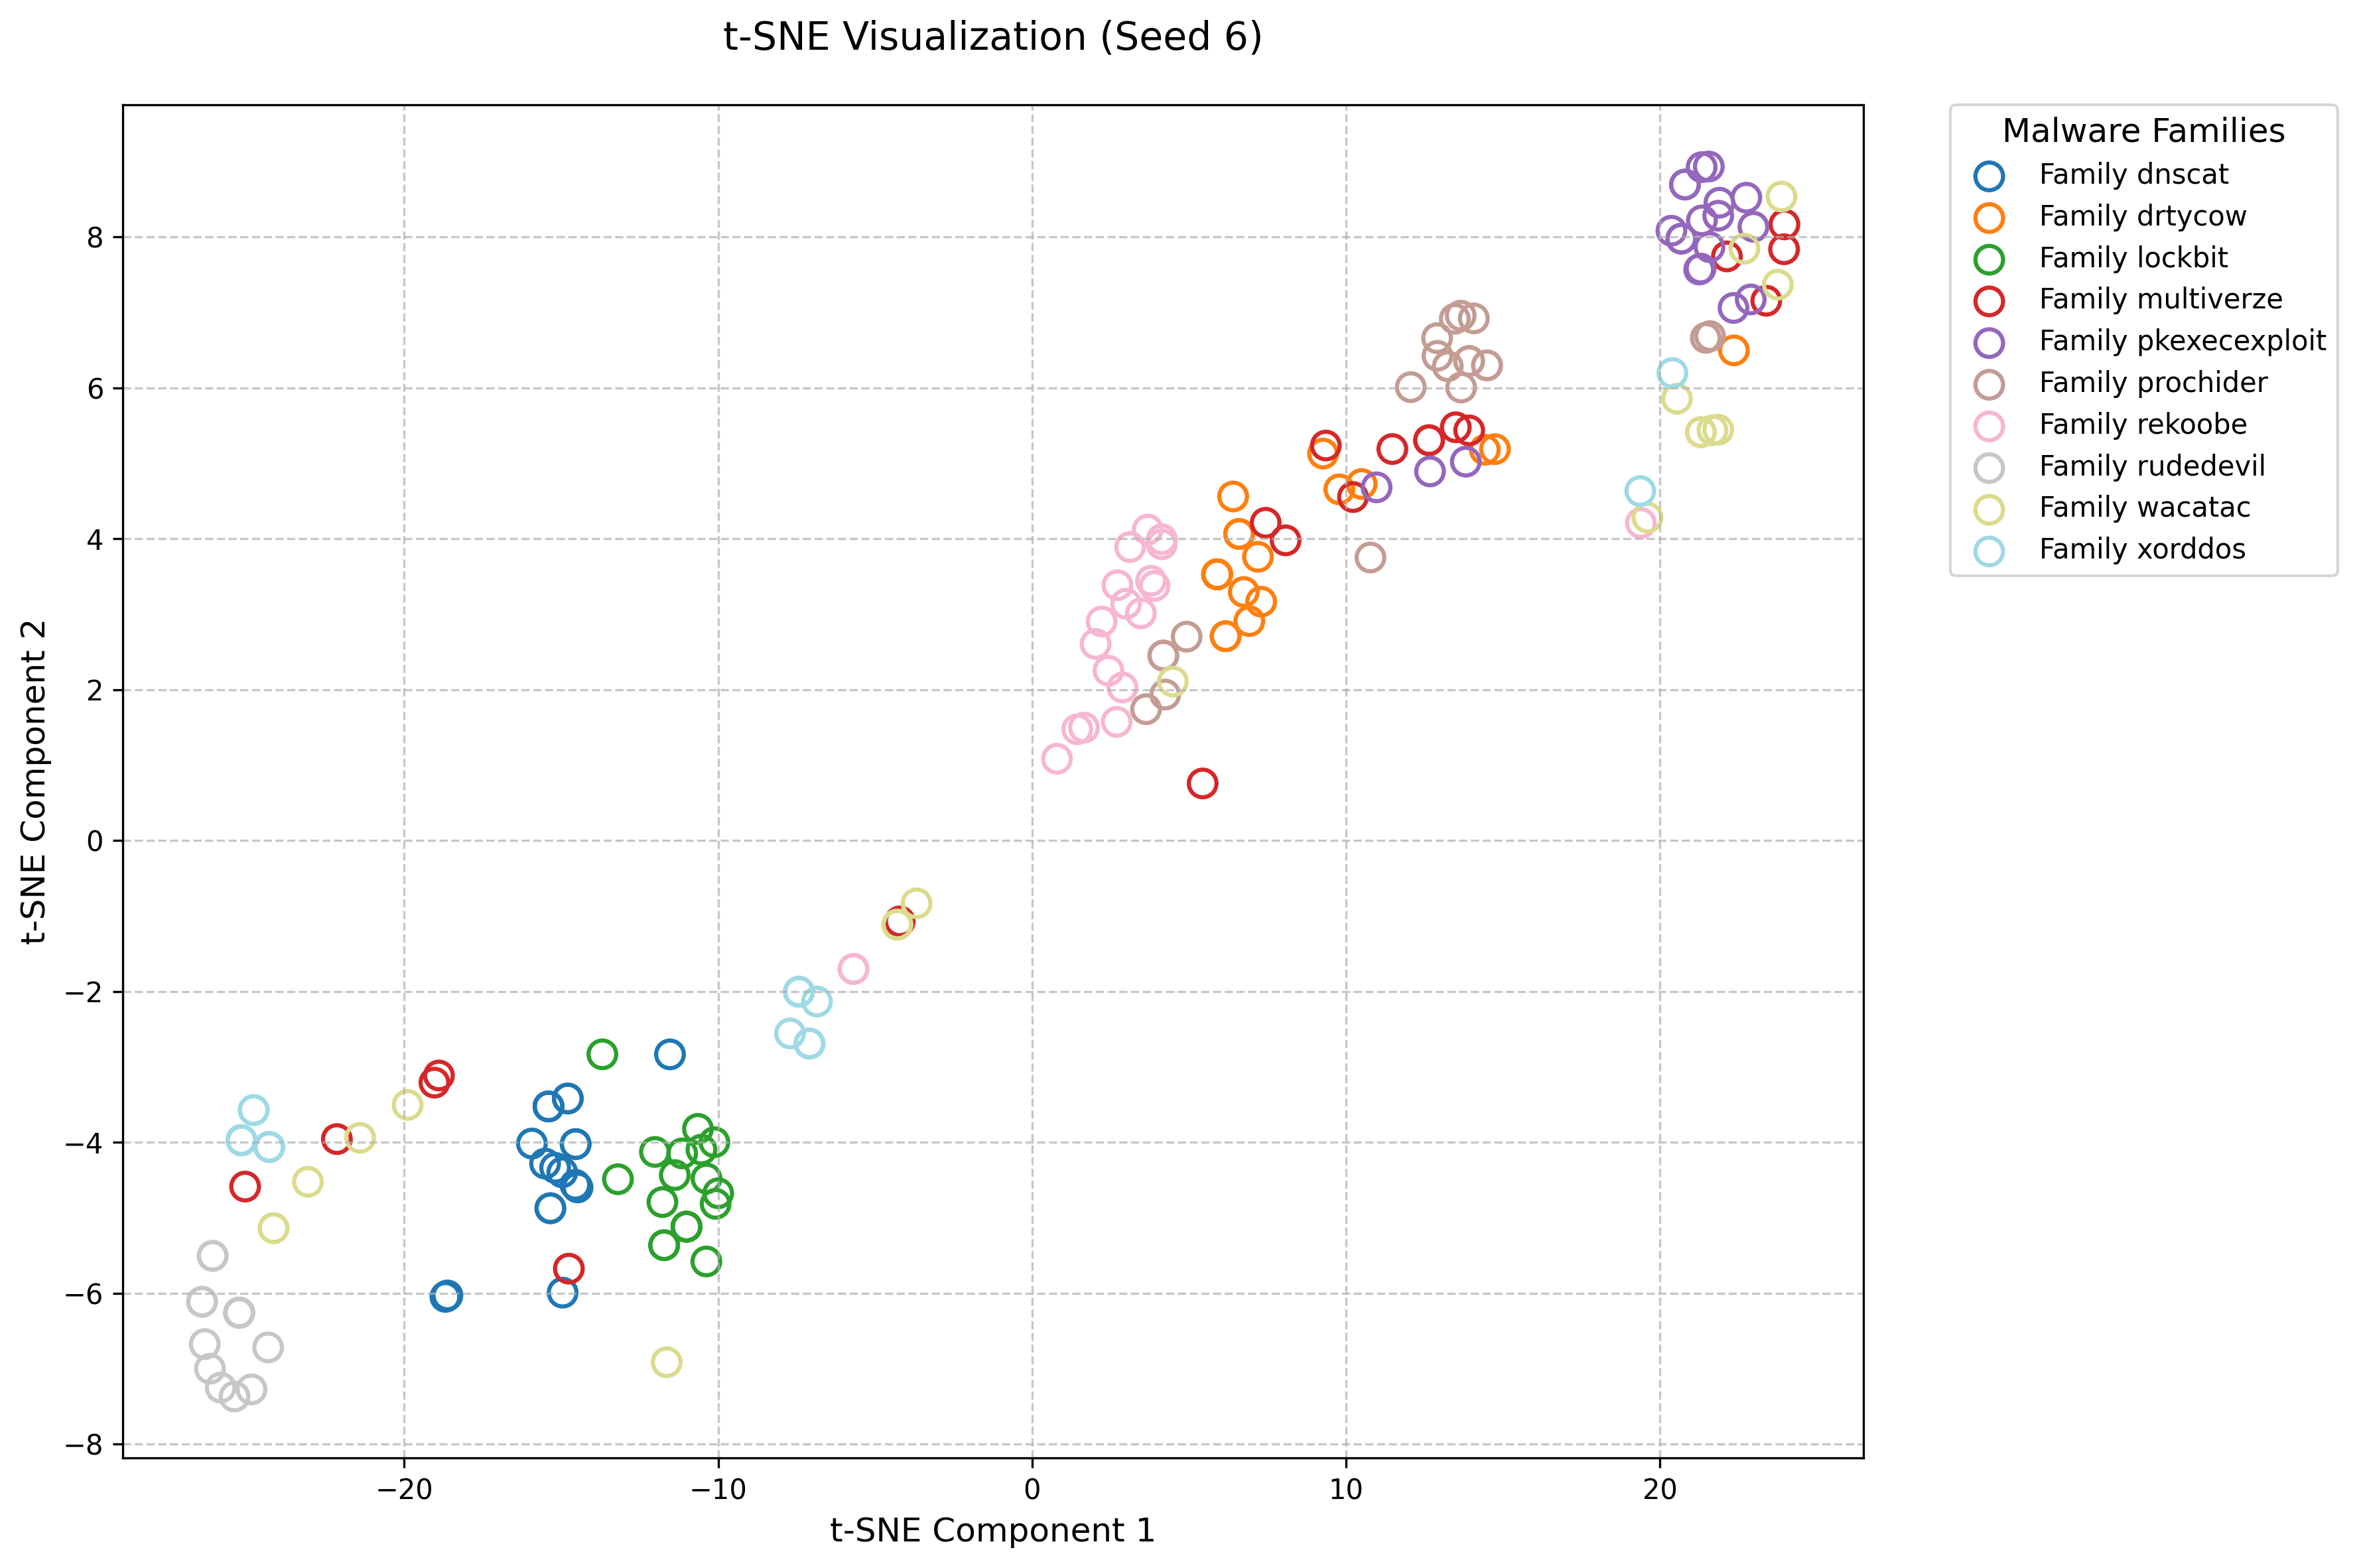 t-SNE Visualization (Seed 6)
Malware Families
Family dnscat
Family drtycow
Family lockbit
Family multiverze
Family pkexecexploit
Family prochider
Family rekoobe
Family rudedevil
Family wacatac
Family xorddos
t-SNE Component 2
8
6
4
2
0
−2
−4
−6
−8
−20
−10
0
10
20
t-SNE Component 1